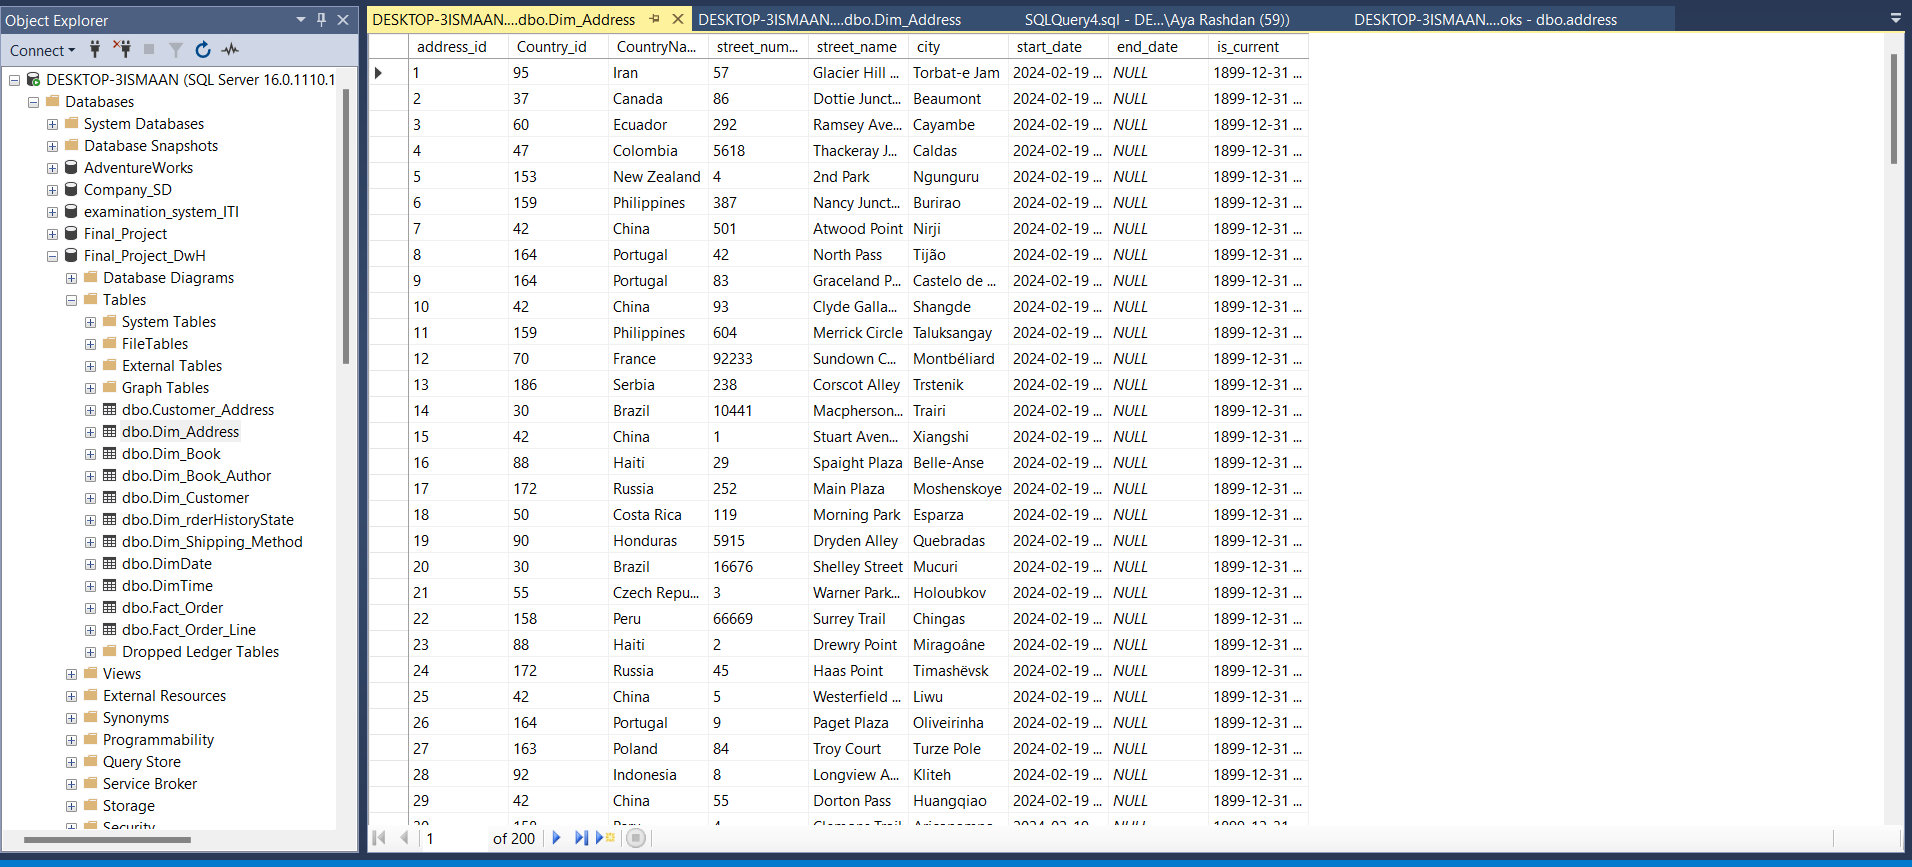 Object Explorer
Connect
DESKTOP-3ISMAAN (SQL Server 16.0.1110.1
Databases
System Databases
Database Snapshots
AdventureWorks
Company_SD
examination_system_ITI
Final_Project
Final_Project_DwH
Database Diagrams
Tables
System Tables
FileTables
External Tables
Graph Tables
dbo.Customer_Address
dbo.Dim_Address
dbo.Dim_Book
dbo.Dim_Book_Author
dbo.Dim_Customer
dbo.Dim_rderHistoryState
dbo.Dim_Shipping_Method
dbo.DimDate
dbo.DimTime
dbo.Fact_Order
dbo.Fact_Order_Line
Dropped Ledger Tables
Views
External Resources
Synonyms
Programmability
Query Store
Service Broker
Storage
Security
DESKTOP-3ISMAAN....dbo.Dim_Address DESKTOP-3ISMAAN....dbo.Dim_Address SQLQuery4.sql - DE...\Aya Rashdan (59)) DESKTOP-3ISMAAN....oks - dbo.address
address_id Country_id CountryNa... street_num... street_name city start_date end_date is_current
1 95 Iran 57 Glacier Hill ... Torbat-e Jam 2024-02-19 ... NULL 1899-12-31 ...
2 37 Canada 86 Dottie Junct... Beaumont 2024-02-19 ... NULL 1899-12-31 ...
3 60 Ecuador 292 Ramsey Ave... Cayambe 2024-02-19 ... NULL 1899-12-31 ...
4 47 Colombia 5618 Thackeray J... Caldas 2024-02-19 ... NULL 1899-12-31 ...
5 153 New Zealand 4 2nd Park Ngunguru 2024-02-19 ... NULL 1899-12-31 ...
6 159 Philippines 387 Nancy Junct... Burirao 2024-02-19 ... NULL 1899-12-31 ...
7 42 China 501 Atwood Point Nirji 2024-02-19 ... NULL 1899-12-31 ...
8 164 Portugal 42 North Pass Tijão 2024-02-19 ... NULL 1899-12-31 ...
9 164 Portugal 83 Graceland P... Castelo de ... 2024-02-19 ... NULL 1899-12-31 ...
10 42 China 93 Clyde Galla... Shangde 2024-02-19 ... NULL 1899-12-31 ...
11 159 Philippines 604 Merrick Circle Taluksangay 2024-02-19 ... NULL 1899-12-31 ...
12 70 France 92233 Sundown C... Montbéliard 2024-02-19 ... NULL 1899-12-31 ...
13 186 Serbia 238 Corscot Alley Trstenik 2024-02-19 ... NULL 1899-12-31 ...
14 30 Brazil 10441 Macpherson... Trairi 2024-02-19 ... NULL 1899-12-31 ...
15 42 China 1 Stuart Aven... Xiangshi 2024-02-19 ... NULL 1899-12-31 ...
16 88 Haiti 29 Spaight Plaza Belle-Anse 2024-02-19 ... NULL 1899-12-31 ...
17 172 Russia 252 Main Plaza Moshenskoye 2024-02-19 ... NULL 1899-12-31 ...
18 50 Costa Rica 119 Morning Park Esparza 2024-02-19 ... NULL 1899-12-31 ...
19 90 Honduras 5915 Dryden Alley Quebradas 2024-02-19 ... NULL 1899-12-31 ...
20 30 Brazil 16676 Shelley Street Mucuri 2024-02-19 ... NULL 1899-12-31 ...
21 55 Czech Repu... 3 Warner Park... Holoubkov 2024-02-19 ... NULL 1899-12-31 ...
22 158 Peru 66669 Surrey Trail Chingas 2024-02-19 ... NULL 1899-12-31 ...
23 88 Haiti 2 Drewry Point Miragoâne 2024-02-19 ... NULL 1899-12-31 ...
24 172 Russia 45 Haas Point Timashëvsk 2024-02-19 ... NULL 1899-12-31 ...
25 42 China 5 Westerfield ... Liwu 2024-02-19 ... NULL 1899-12-31 ...
26 164 Portugal 9 Paget Plaza Oliveirinha 2024-02-19 ... NULL 1899-12-31 ...
27 163 Poland 84 Troy Court Turze Pole 2024-02-19 ... NULL 1899-12-31 ...
28 92 Indonesia 8 Longview A... Kliteh 2024-02-19 ... NULL 1899-12-31 ...
29 42 China 55 Dorton Pass Huangqiao 2024-02-19 ... NULL 1899-12-31 ...
1 of 200